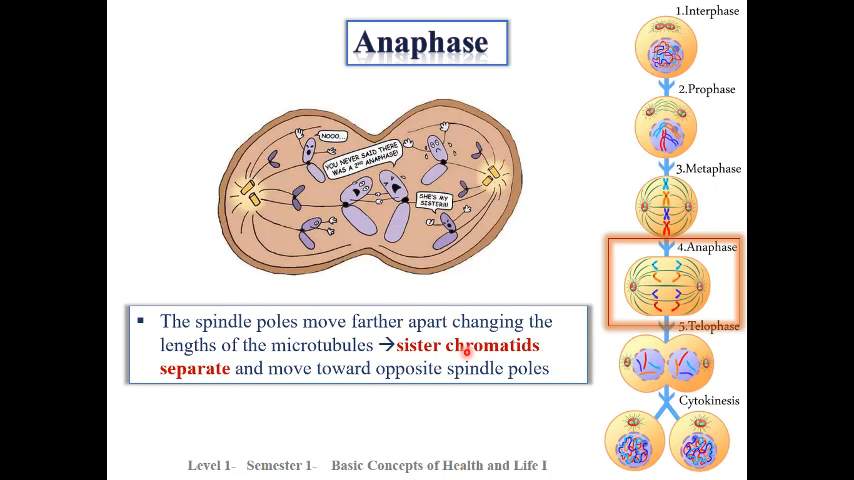 Anaphase
NOOO...
YOU NEVER SAID THERE
WAS A 2ND ANAPHASE!
SHE'S MY
SISTER!!!
▪ The spindle poles move farther apart changing the
lengths of the microtubules →sister chromatids
separate and move toward opposite spindle poles
1.Interphase
2.Prophase
3.Metaphase
4.Anaphase
5.Telophase
Cytokinesis
Level 1- Semester 1- Basic Concepts of Health and Life I